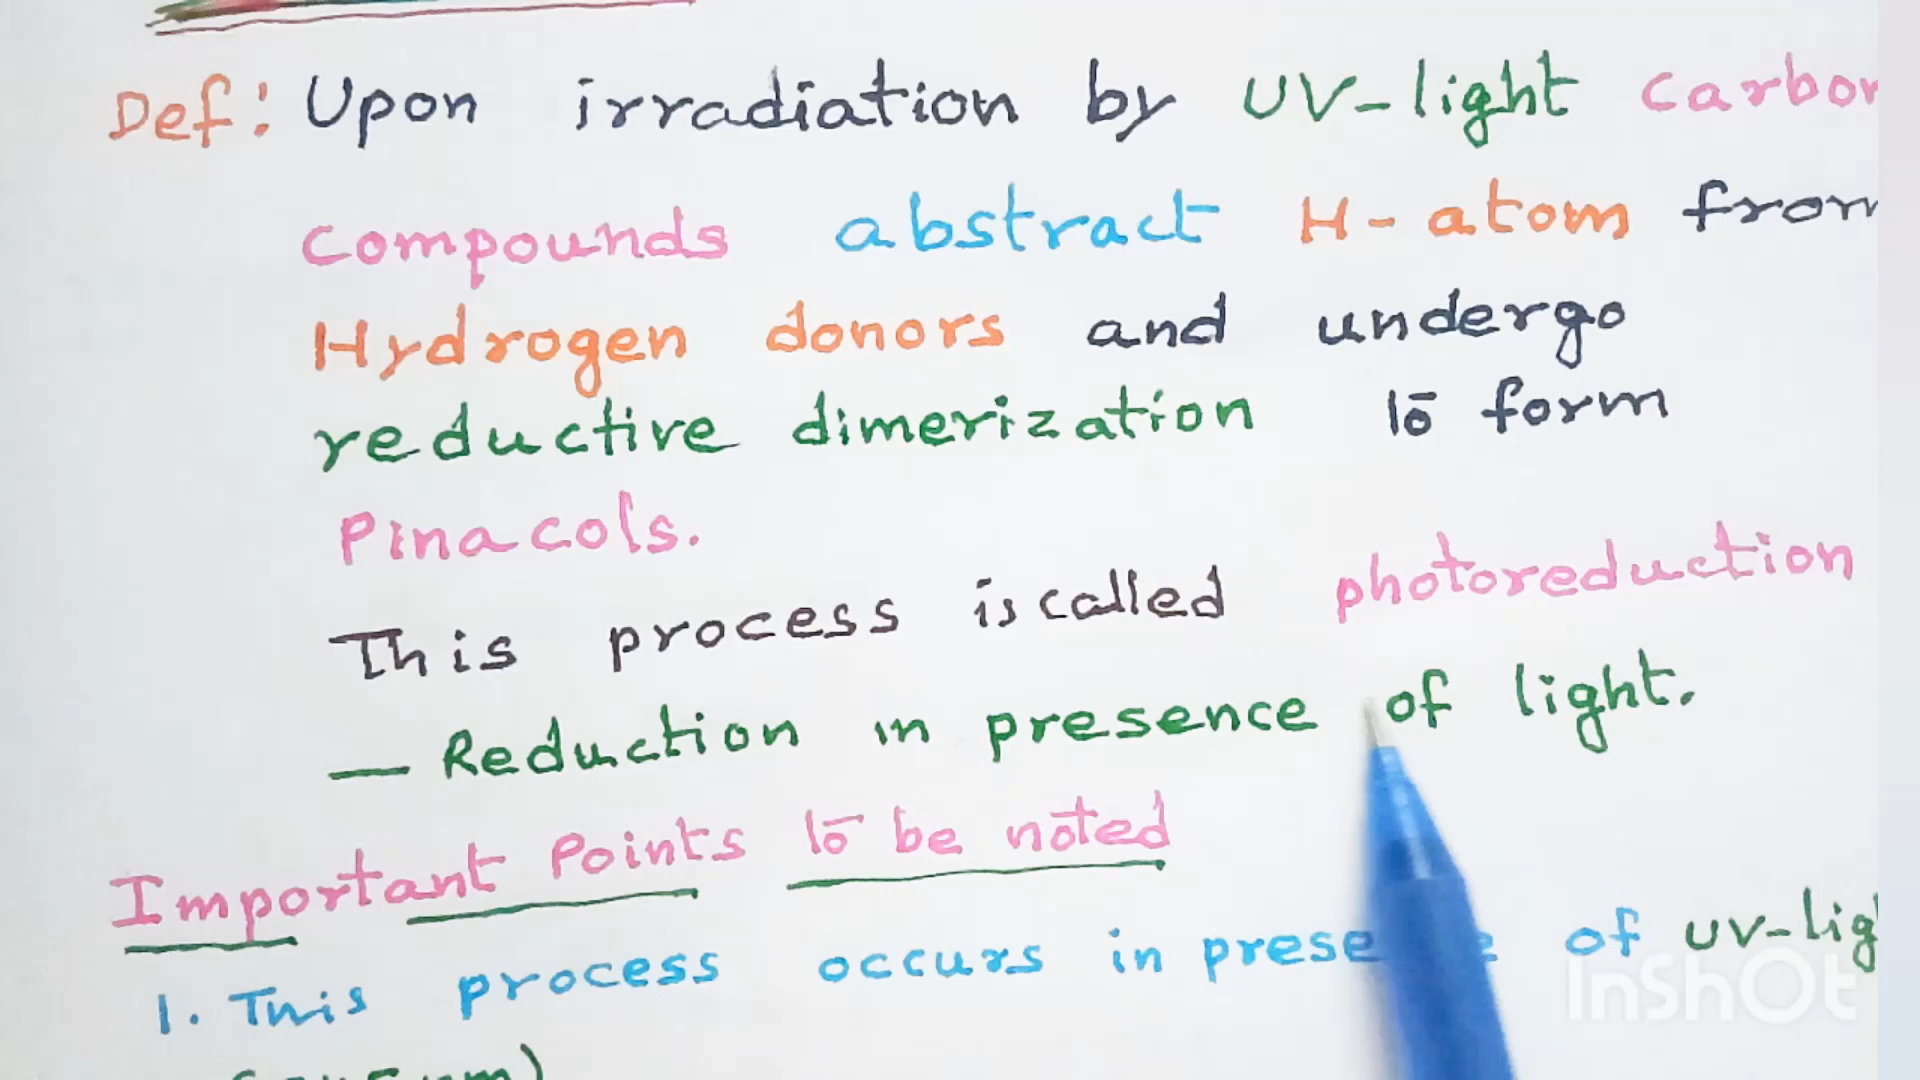 Def: Upon irradiation by UV-light carbon
compounds abstract H-atom from
Hydrogen donors and undergo
reductive dimerization to form
Pinacols.
This process is called photoreduction
— Reduction in presence of light.
Important Points to be noted
1. This process occurs in prese of UV-lig
InShOt